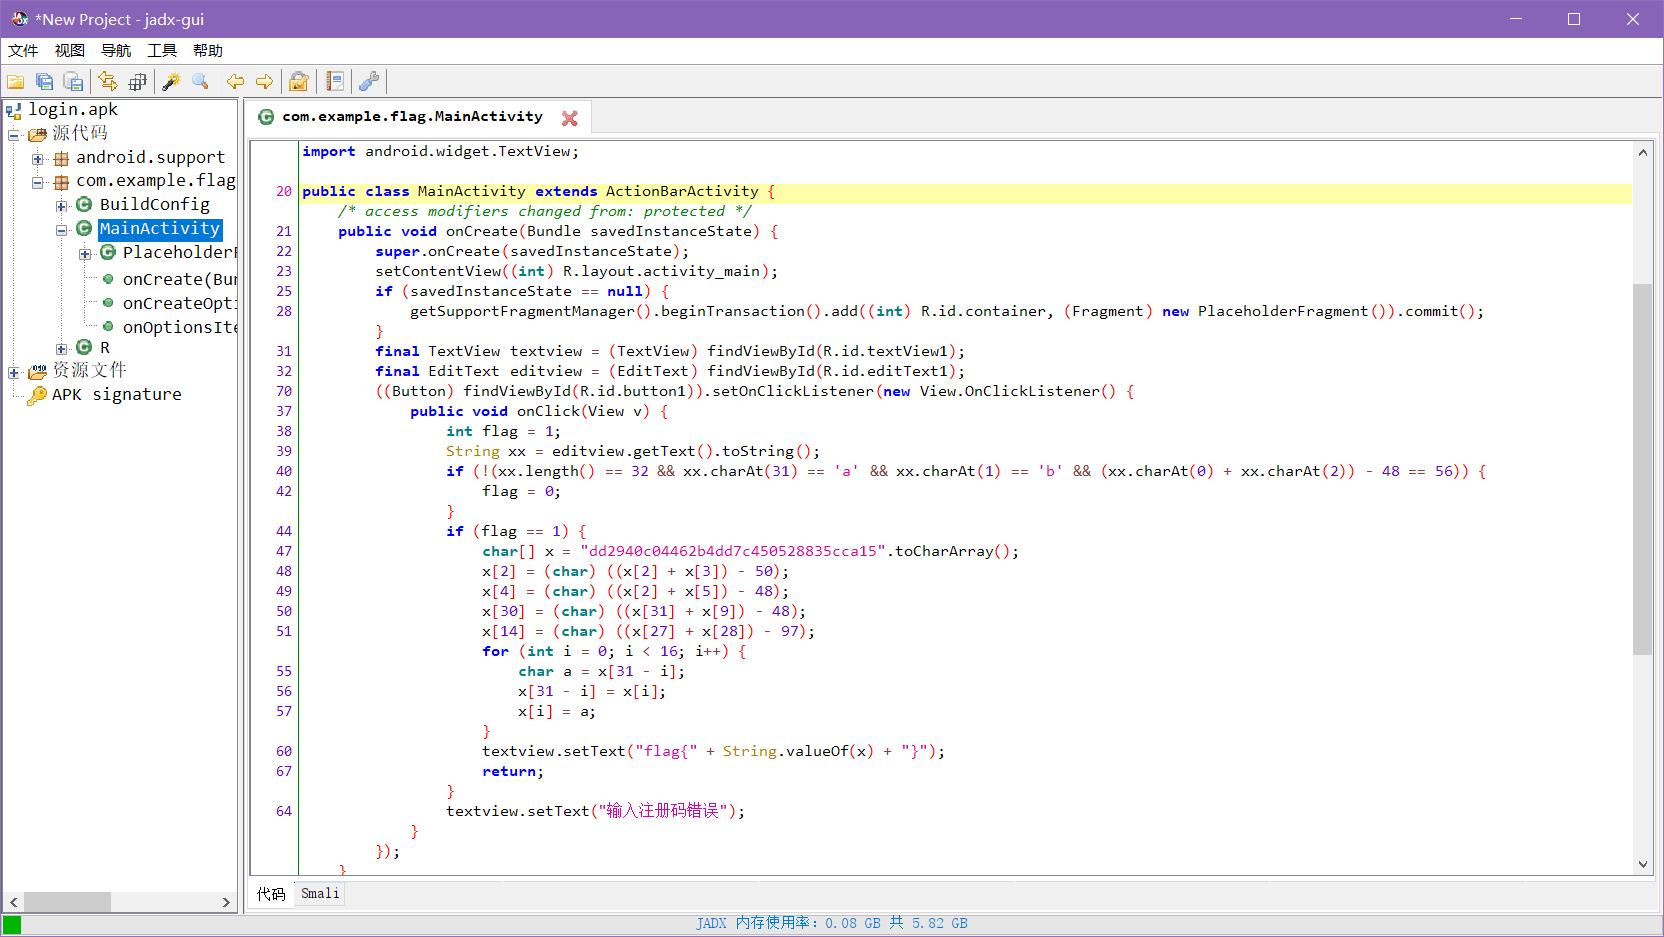 *New Project - jadx-gui
文件 视图 导航 工具 帮助
login.apk
源代码
android.support
com.example.flag
BuildConfig
MainActivity
PlaceholderF
onCreate(Bun
onCreateOpti
onOptionsIte
R
资源文件
APK signature
com.example.flag.MainActivity
import android.widget.TextView;
20 public class MainActivity extends ActionBarActivity {
/* access modifiers changed from: protected */
21 public void onCreate(Bundle savedInstanceState) {
22 super.onCreate(savedInstanceState);
23 setContentView((int) R.layout.activity_main);
25 if (savedInstanceState == null) {
28 getSupportFragmentManager().beginTransaction().add((int) R.id.container, (Fragment) new PlaceholderFragment()).commit();
}
31 final TextView textview = (TextView) findViewById(R.id.textView1);
32 final EditText editview = (EditText) findViewById(R.id.editText1);
70 ((Button) findViewById(R.id.button1)).setOnClickListener(new View.OnClickListener() {
37 public void onClick(View v) {
38 int flag = 1;
39 String xx = editview.getText().toString();
40 if (!(xx.length() == 32 && xx.charAt(31) == 'a' && xx.charAt(1) == 'b' && (xx.charAt(0) + xx.charAt(2)) - 48 == 56)) {
42 flag = 0;
}
44 if (flag == 1) {
47 char[] x = "dd2940c04462b4dd7c450528835cca15".toCharArray();
48 x[2] = (char) ((x[2] + x[3]) - 50);
49 x[4] = (char) ((x[2] + x[5]) - 48);
50 x[30] = (char) ((x[31] + x[9]) - 48);
51 x[14] = (char) ((x[27] + x[28]) - 97);
for (int i = 0; i < 16; i++) {
55 char a = x[31 - i];
56 x[31 - i] = x[i];
57 x[i] = a;
}
60 textview.setText("flag{" + String.valueOf(x) + "}");
67 return;
}
64 textview.setText("输入注册码错误");
}
});
}
代码 Smali
JADX 内存使用率: 0.08 GB 共 5.82 GB